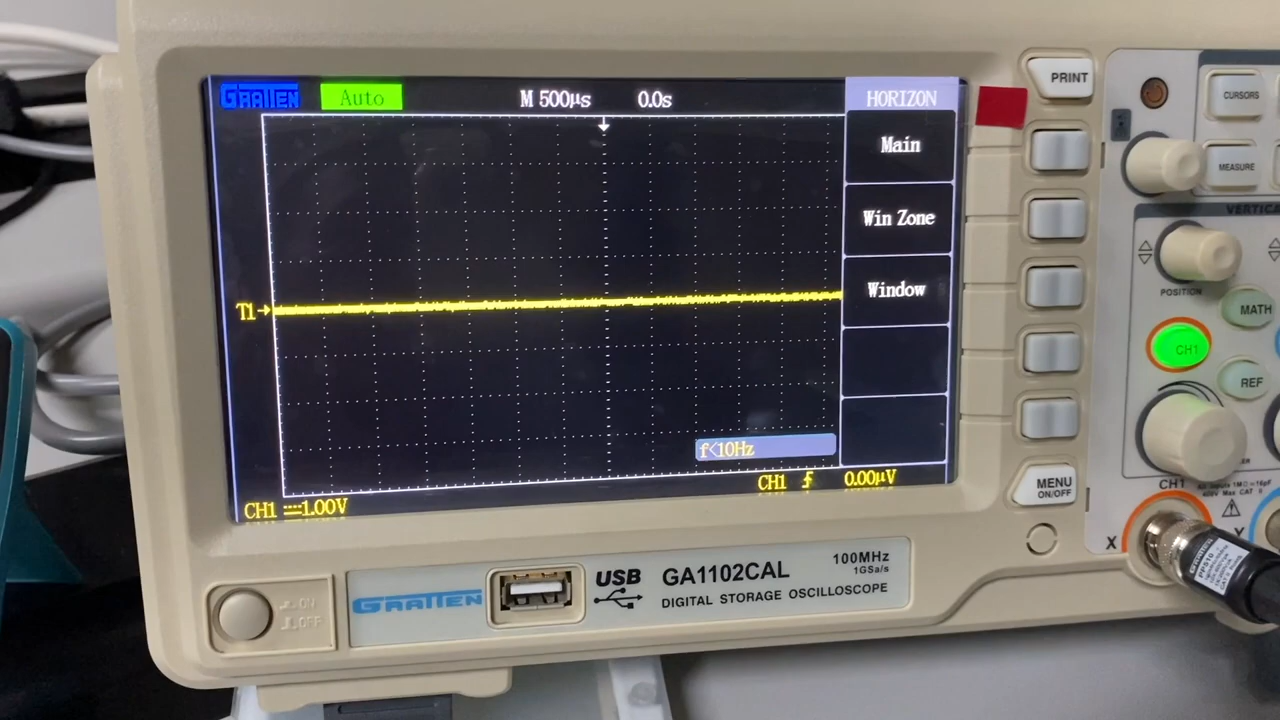 GRATTEN Auto M 500µs 0.0s HORIZON
Main
Win Zone
Window
T1
f<10Hz
CH1 1.00V CH1 0.00µV
PRINT
MENU
ON/OFF
ON
OFF
GRATTEN
USB
GA1102CAL
100MHz
1GSa/s
DIGITAL STORAGE OSCILLOSCOPE
CURSORS
MEASURE
POSITION
MATH
CH1
REF
CH1
X
Y
PP510